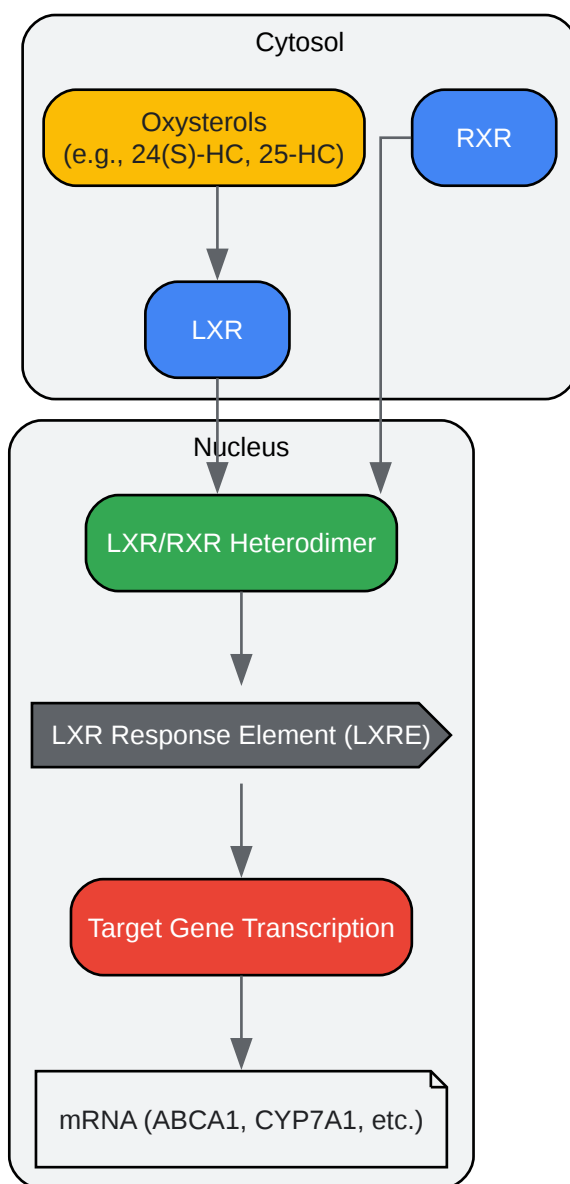 Cytosol
Oxysterols
(e.g., 24(S)-HC, 25-HC)
RXR
LXR
Nucleus
LXR/RXR Heterodimer
LXR Response Element (LXRE)
Target Gene Transcription
mRNA (ABCA1, CYP7A1, etc.)